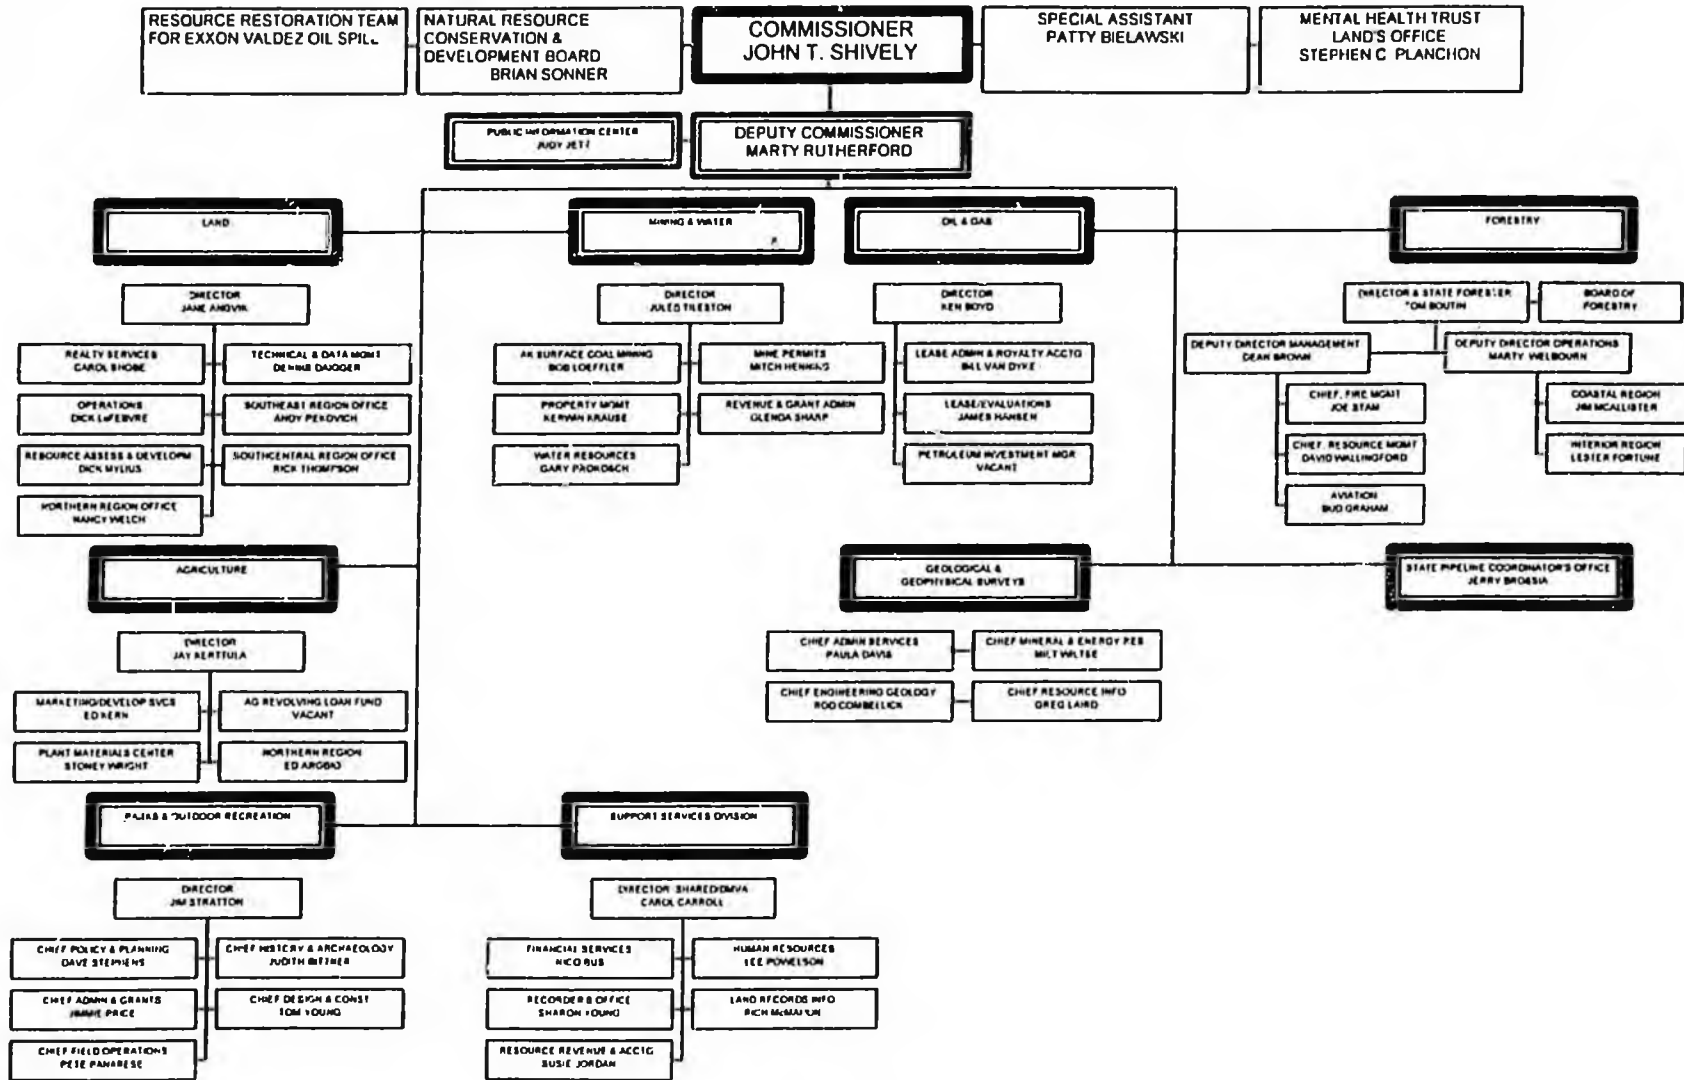 RESOURCE RESTORATION TEAM
FOR EXXON VALDEZ OIL SPILL
NATURAL RESOURCE
CONSERVATION &
DEVELOPMENT BOARD
BRIAN SONNER
COMMISSIONER
JOHN T. SHIVELY
SPECIAL ASSISTANT
PATTY BIELAWSKI
MENTAL HEALTH TRUST
LAND'S OFFICE
STEPHEN C PLANCHON
PUBLIC INFORMATION CENTER
JUDY JETT
DEPUTY COMMISSIONER
MARTY RUTHERFORD
LAND
MINING & WATER
OIL & GAS
FORESTRY
DIRECTOR
JANE ANGVIK
DIRECTOR
JULES TILESTON
DIRECTOR
KEN BOYD
DIRECTOR & STATE FORESTER
TOM BOUTIN
BOARD OF
FORESTRY
REALTY SERVICES
CAROL SHOBE
TECHNICAL & DATA MGMT
DENNIS
AK SURFACE COAL MINING
BOB LOEFFLER
MINE PERMITS
MITCH HENNING
LEASE ADMIN & ROYALTY ACCTG
BILL VAN DYKE
DEPUTY DIRECTOR MANAGEMENT
DEAN BROWN
DEPUTY DIRECTOR OPERATIONS
MARTY WELBOURN
OPERATIONS
DICK LeFEBVRE
SOUTHEAST REGION OFFICE
ANDY PEKOVICH
PROPERTY MGMT
KERWIN KRAUSE
REVENUE & GRANT ADMIN
GLENDA SHARP
LEASE/EVALUATIONS
JAMES HANSEN
CHIEF, FIRE MGMT
JOE STAM
COASTAL REGION
JIM MCALLISTER
RESOURCE ASSESS & DEVELOPM
DICK MYLIUS
SOUTHCENTRAL REGION OFFICE
RICK THOMPSON
WATER RESOURCES
GARY PROKOSCH
PETROLEUM INVESTMENT MGR
VACANT
CHIEF, RESOURCE MGMT
DAVID WALLINGFORD
INTERIOR REGION
LESTER FORTUNE
NORTHERN REGION OFFICE
NANCY WELCH
AVIATION
BUD GRAHAM
AGRICULTURE
GEOLOGICAL &
GEOPHYSICAL SURVEYS
STATE PIPELINE COORDINATOR'S OFFICE
JERRY BROSSIA
DIRECTOR
JAY KERTTULA
CHIEF ADMIN SERVICES
PAULA DAVIS
CHIEF MINERAL & ENERGY RES
MILT WILTSE
MARKETING/DEVELOP SVCS
ED KERN
AG REVOLVING LOAN FUND
VACANT
CHIEF ENGINEERING GEOLOGY
ROD COMBELLICK
CHIEF RESOURCE INFO
GREG LAIRD
PLANT MATERIALS CENTER
STONEY WRIGHT
NORTHERN REGION
ED
PARKS & OUTDOOR RECREATION
SUPPORT SERVICES DIVISION
DIRECTOR
JIM STRATTON
DIRECTOR SHARED/DMVA
CAROL CARROLL
CHIEF POLICY & PLANNING
DAVE STEPHENS
CHIEF HISTORY & ARCHAEOLOGY
JUDITH BITTNER
FINANCIAL SERVICES
NICO BUS
HUMAN RESOURCES
LEE POWELSON
CHIEF ADMIN & GRANTS
JIMMIE PRICE
CHIEF DESIGN & CONST
TOM YOUNG
RECORDER'S OFFICE
SHARON YOUNG
LAND RECORDS INFO
RICH McMAHON
CHIEF FIELD OPERATIONS
PETE PANARESE
RESOURCE REVENUE & ACCTG
SUSIE JORDAN